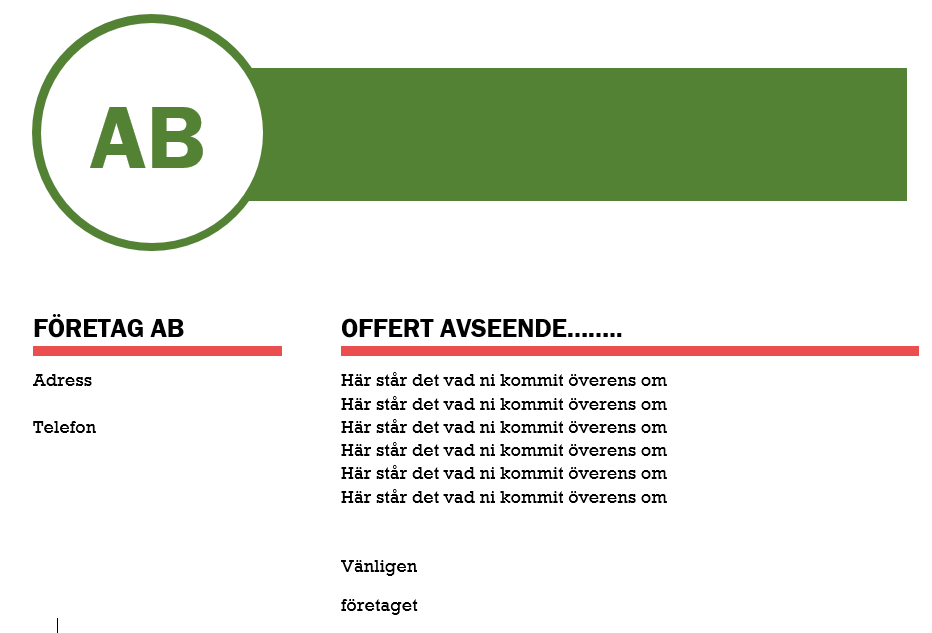 AB
FÖRETAG AB
Adress
Telefon
OFFERT AVSEENDE........
Här står det vad ni kommit överens om
Här står det vad ni kommit överens om
Här står det vad ni kommit överens om
Här står det vad ni kommit överens om
Här står det vad ni kommit överens om
Här står det vad ni kommit överens om
Vänligen
företaget